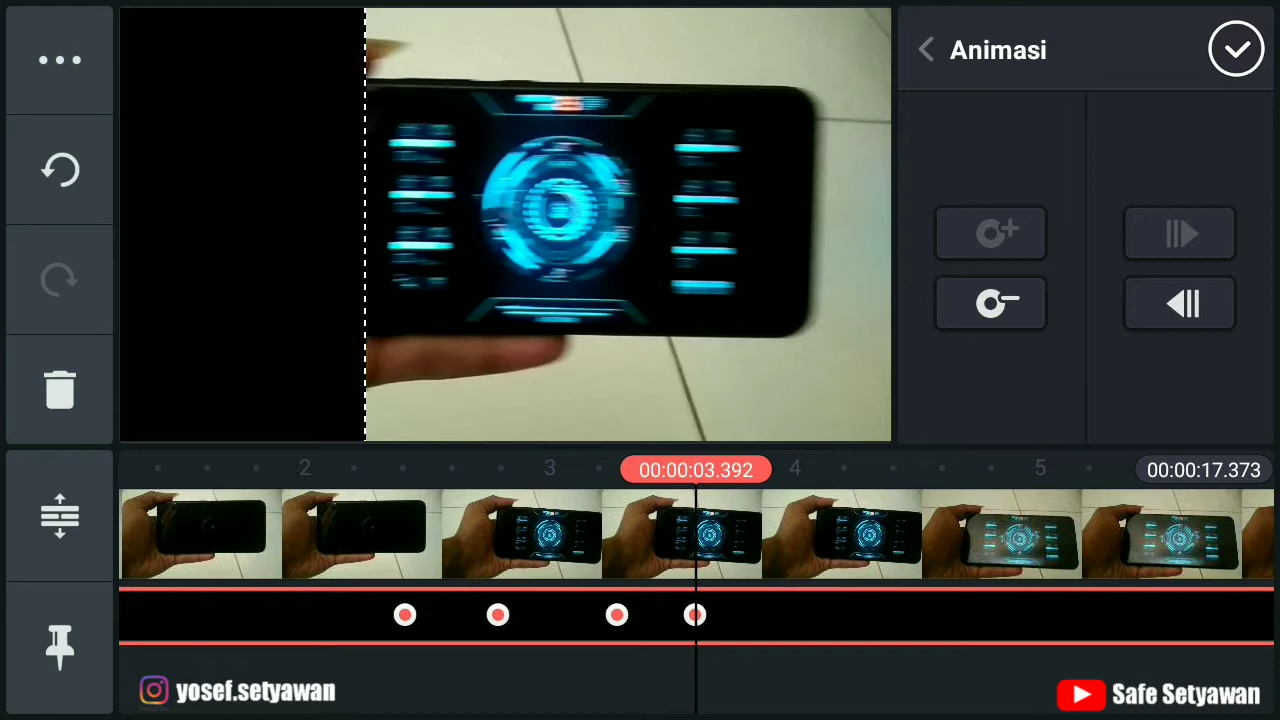 Animasi
2
3
00:00:03.392
4
5
00:00:17.373
yosef.setyawan
Safe Setyawan